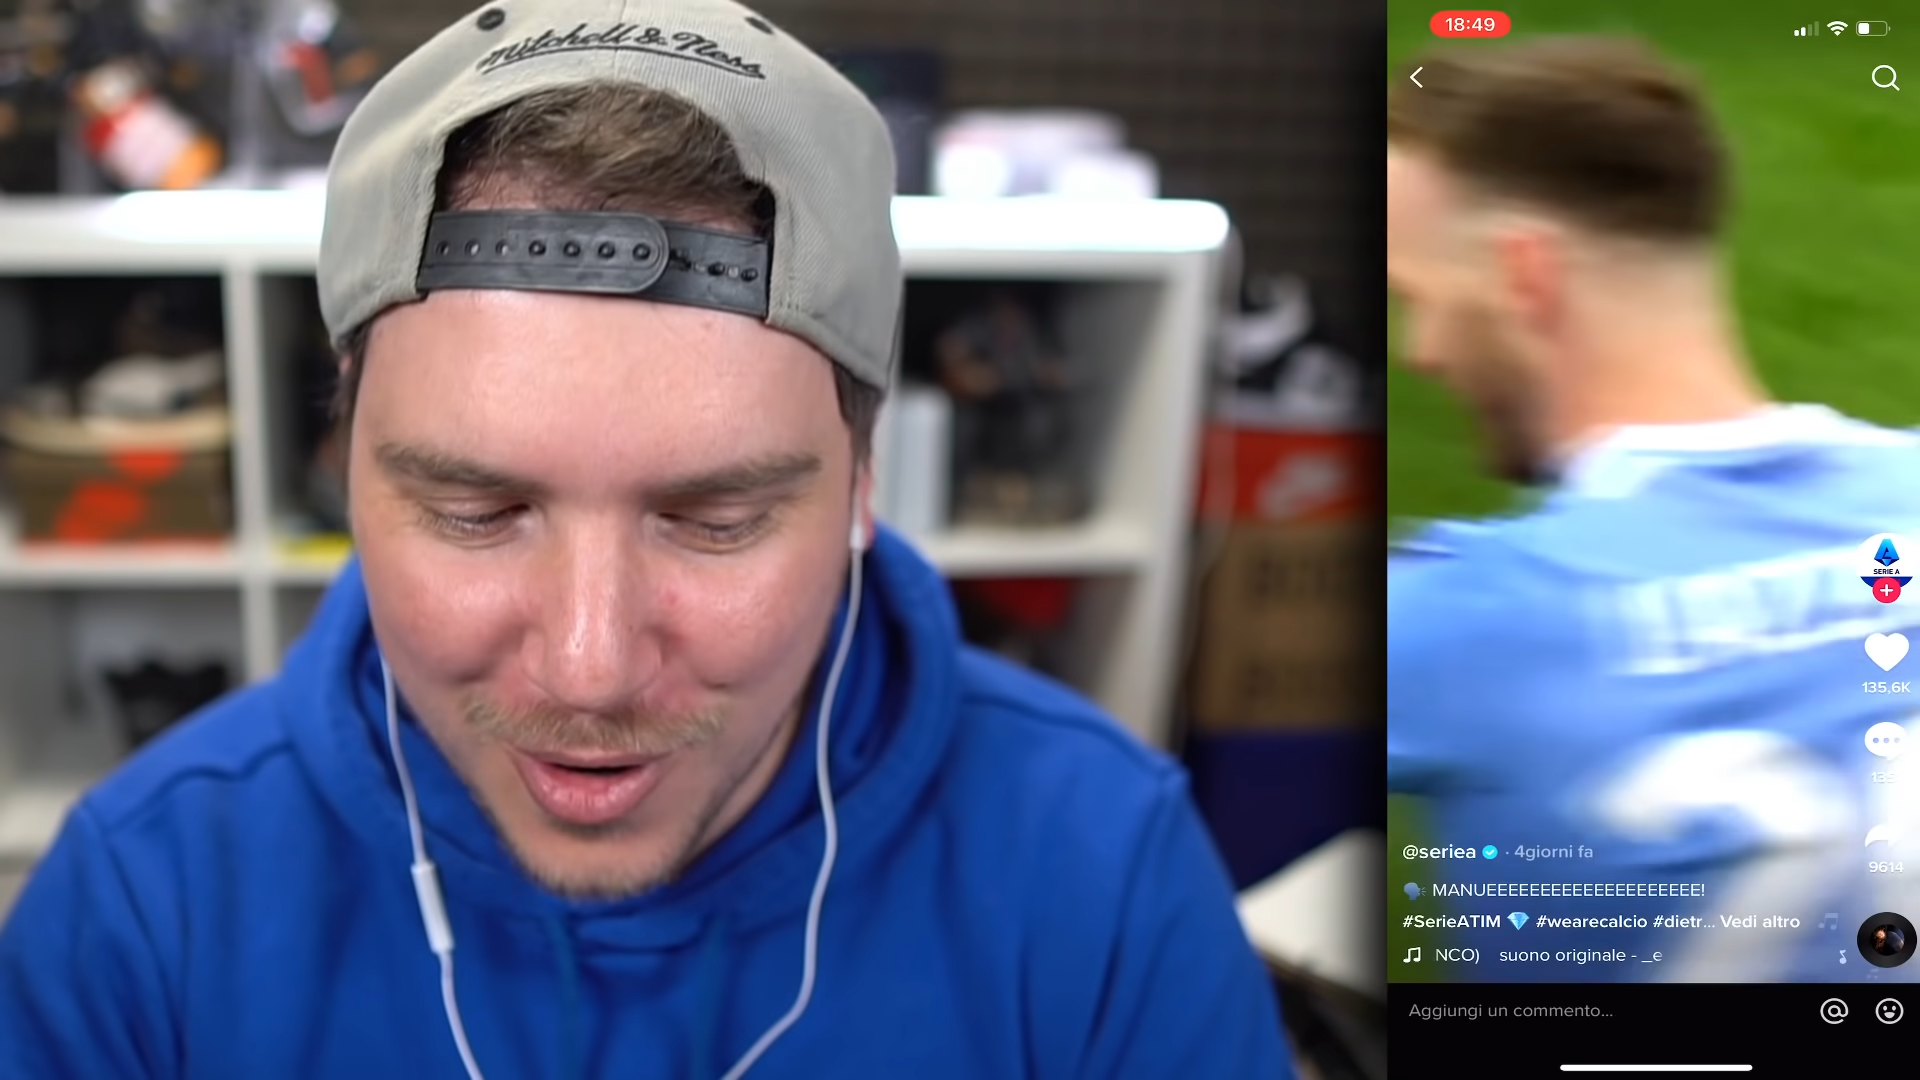 Mitchell & Ness
18:49
SERIE A
135,6K
@seriea · 4giorni fa
9614
🗣 MANUEEEEEEEEEEEEEEEEEEEE!
#SerieATIM 💎 #wearecalcio #dietr... Vedi altro
NCO) suono originale - _e
Aggiungi un commento...